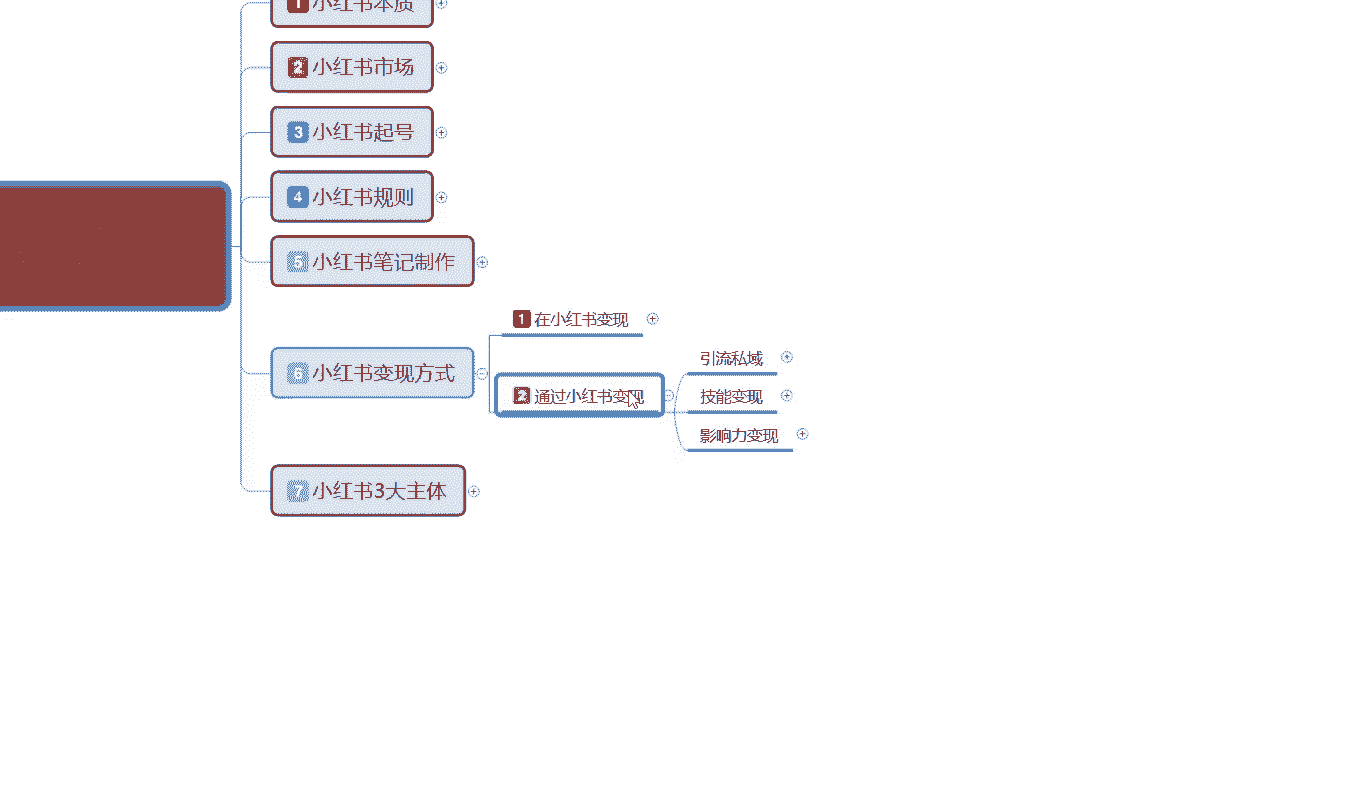 1 小红书本质
2 小红书市场
3 小红书起号
4 小红书规则
5 小红书笔记制作
6 小红书变现方式
1 在小红书变现
2 通过小红书变现
引流私域
技能变现
影响力变现
7 小红书3大主体